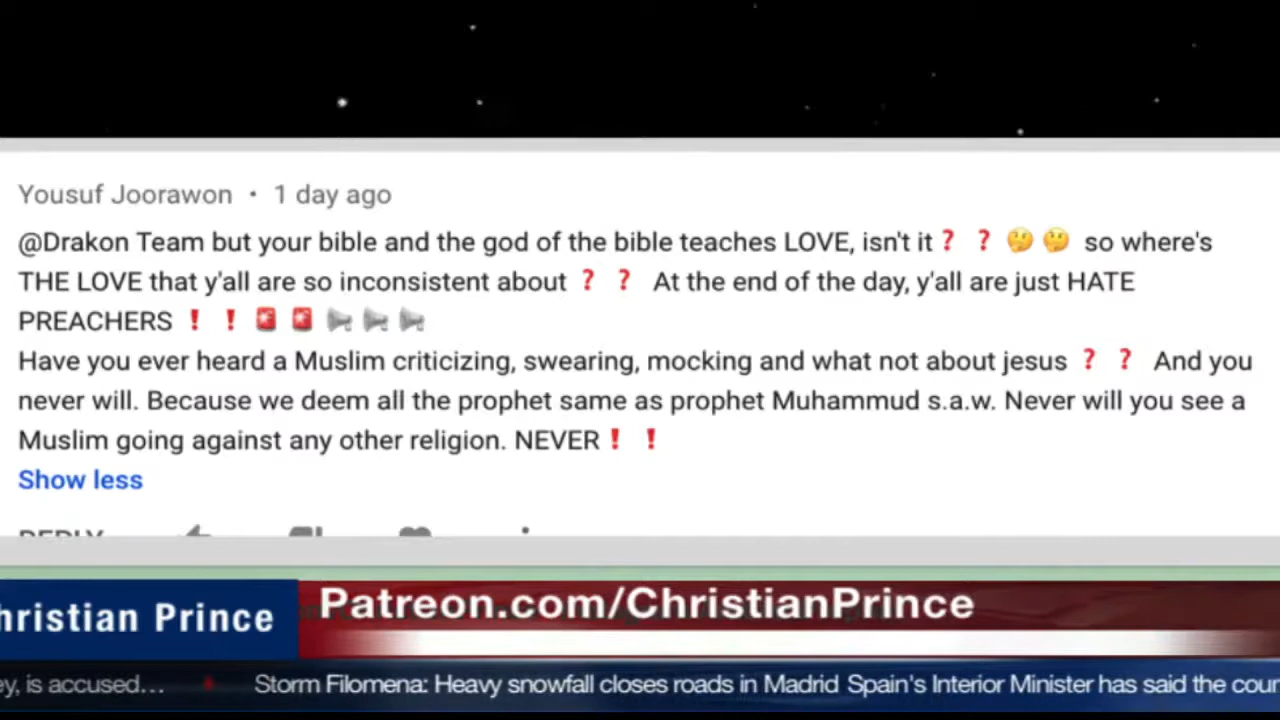 Yousuf Joorawon • 1 day ago
@Drakon Team but your bible and the god of the bible teaches LOVE, isn't it❓ ❓ 🤔 🤔 so where's
THE LOVE that y'all are so inconsistent about ❓ ❓ At the end of the day, y'all are just HATE
PREACHERS ❗ ❗ 🚨 🚨 📢 📢 📢
Have you ever heard a Muslim criticizing, swearing, mocking and what not about jesus ❓ ❓ And you
never will. Because we deem all the prophet same as prophet Muhammud s.a.w. Never will you see a
Muslim going against any other religion. NEVER❗ ❗
Show less
REPLY
hristian Prince
Patreon.com/ChristianPrince
ey, is accused... Storm Filomena: Heavy snowfall closes roads in Madrid Spain's Interior Minister has said the cour